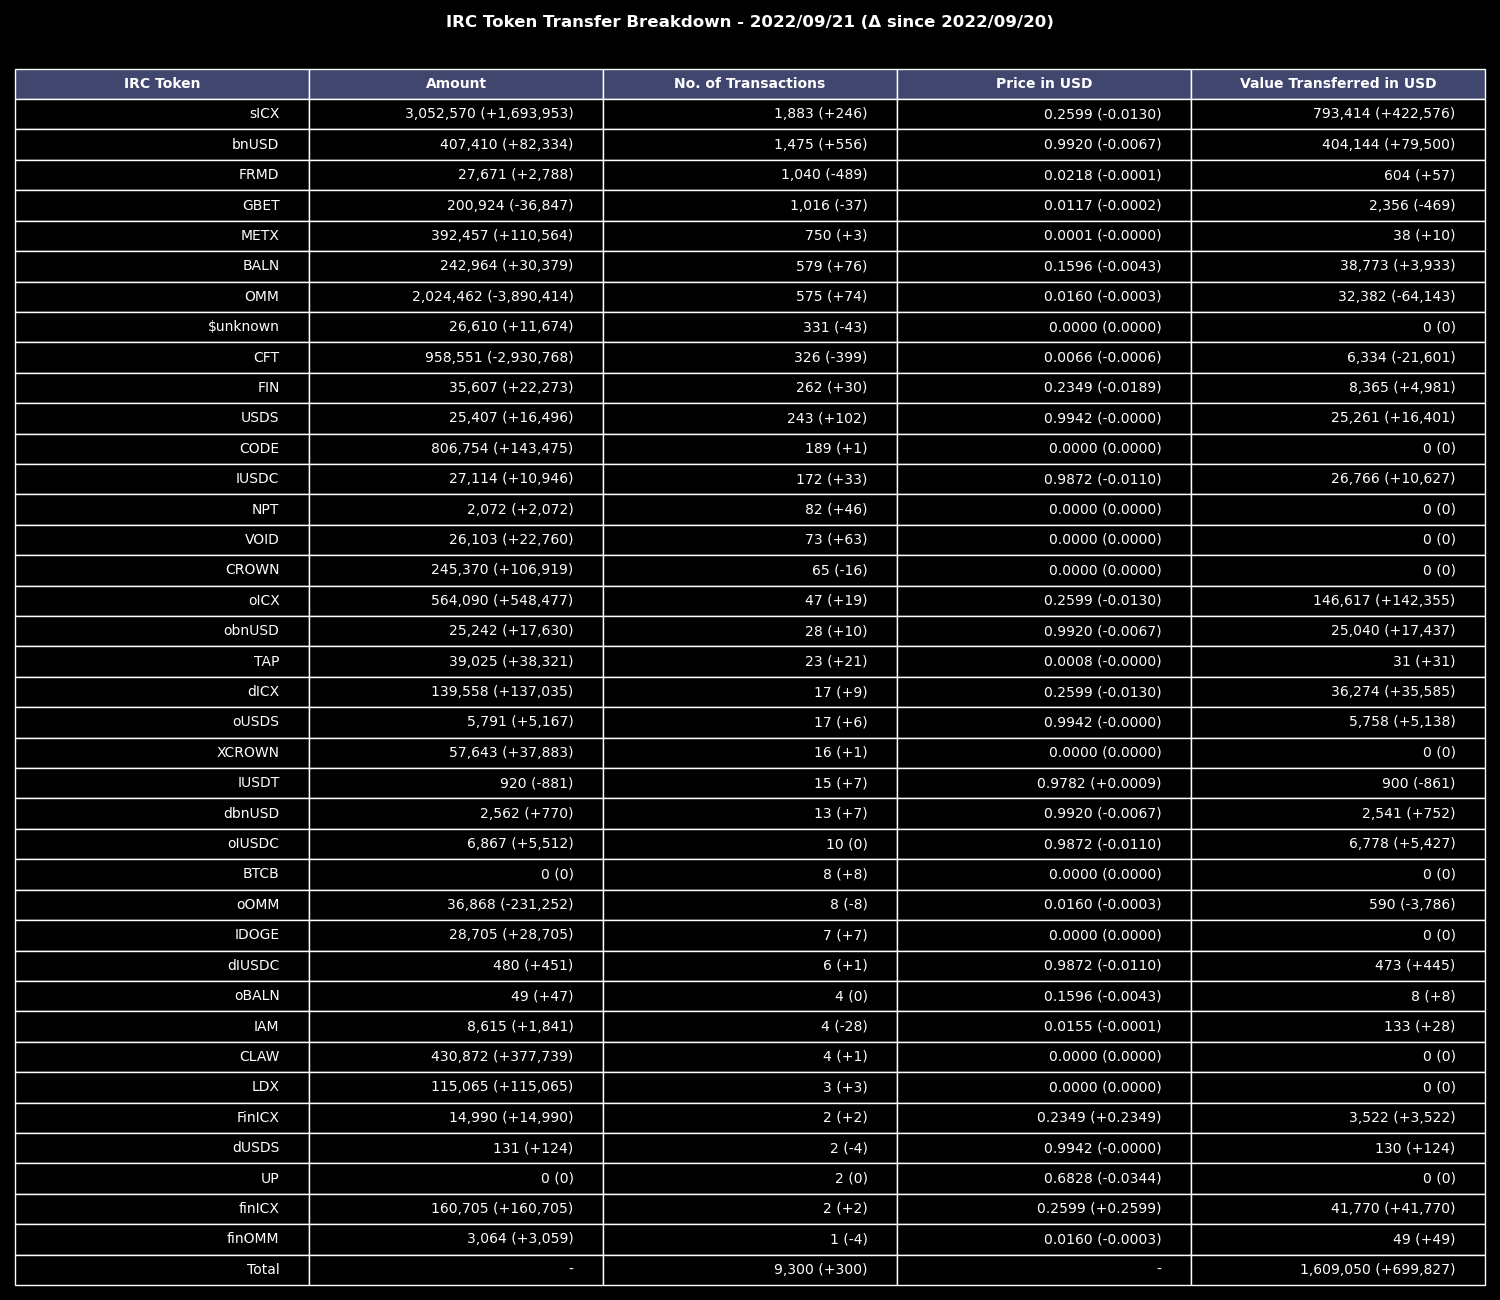 IRC Token Transfer Breakdown - 2022/09/21 (Δ since 2022/09/20)
IRC Token Amount No. of Transactions Price in USD Value Transferred in USD
sICX 3,052,570 (+1,693,953) 1,883 (+246) 0.2599 (-0.0130) 793,414 (+422,576)
bnUSD 407,410 (+82,334) 1,475 (+556) 0.9920 (-0.0067) 404,144 (+79,500)
FRMD 27,671 (+2,788) 1,040 (-489) 0.0218 (-0.0001) 604 (+57)
GBET 200,924 (-36,847) 1,016 (-37) 0.0117 (-0.0002) 2,356 (-469)
METX 392,457 (+110,564) 750 (+3) 0.0001 (-0.0000) 38 (+10)
BALN 242,964 (+30,379) 579 (+76) 0.1596 (-0.0043) 38,773 (+3,933)
OMM 2,024,462 (-3,890,414) 575 (+74) 0.0160 (-0.0003) 32,382 (-64,143)
$unknown 26,610 (+11,674) 331 (-43) 0.0000 (0.0000) 0 (0)
CFT 958,551 (-2,930,768) 326 (-399) 0.0066 (-0.0006) 6,334 (-21,601)
FIN 35,607 (+22,273) 262 (+30) 0.2349 (-0.0189) 8,365 (+4,981)
USDS 25,407 (+16,496) 243 (+102) 0.9942 (-0.0000) 25,261 (+16,401)
CODE 806,754 (+143,475) 189 (+1) 0.0000 (0.0000) 0 (0)
IUSDC 27,114 (+10,946) 172 (+33) 0.9872 (-0.0110) 26,766 (+10,627)
NPT 2,072 (+2,072) 82 (+46) 0.0000 (0.0000) 0 (0)
VOID 26,103 (+22,760) 73 (+63) 0.0000 (0.0000) 0 (0)
CROWN 245,370 (+106,919) 65 (-16) 0.0000 (0.0000) 0 (0)
oICX 564,090 (+548,477) 47 (+19) 0.2599 (-0.0130) 146,617 (+142,355)
obnUSD 25,242 (+17,630) 28 (+10) 0.9920 (-0.0067) 25,040 (+17,437)
TAP 39,025 (+38,321) 23 (+21) 0.0008 (-0.0000) 31 (+31)
dICX 139,558 (+137,035) 17 (+9) 0.2599 (-0.0130) 36,274 (+35,585)
oUSDS 5,791 (+5,167) 17 (+6) 0.9942 (-0.0000) 5,758 (+5,138)
XCROWN 57,643 (+37,883) 16 (+1) 0.0000 (0.0000) 0 (0)
IUSDT 920 (-881) 15 (+7) 0.9782 (+0.0009) 900 (-861)
dbnUSD 2,562 (+770) 13 (+7) 0.9920 (-0.0067) 2,541 (+752)
oIUSDC 6,867 (+5,512) 10 (0) 0.9872 (-0.0110) 6,778 (+5,427)
BTCB 0 (0) 8 (+8) 0.0000 (0.0000) 0 (0)
oOMM 36,868 (-231,252) 8 (-8) 0.0160 (-0.0003) 590 (-3,786)
IDOGE 28,705 (+28,705) 7 (+7) 0.0000 (0.0000) 0 (0)
dIUSDC 480 (+451) 6 (+1) 0.9872 (-0.0110) 473 (+445)
oBALN 49 (+47) 4 (0) 0.1596 (-0.0043) 8 (+8)
IAM 8,615 (+1,841) 4 (-28) 0.0155 (-0.0001) 133 (+28)
CLAW 430,872 (+377,739) 4 (+1) 0.0000 (0.0000) 0 (0)
LDX 115,065 (+115,065) 3 (+3) 0.0000 (0.0000) 0 (0)
FinICX 14,990 (+14,990) 2 (+2) 0.2349 (+0.2349) 3,522 (+3,522)
dUSDS 131 (+124) 2 (-4) 0.9942 (-0.0000) 130 (+124)
UP 0 (0) 2 (0) 0.6828 (-0.0344) 0 (0)
finICX 160,705 (+160,705) 2 (+2) 0.2599 (+0.2599) 41,770 (+41,770)
finOMM 3,064 (+3,059) 1 (-4) 0.0160 (-0.0003) 49 (+49)
Total - 9,300 (+300) - 1,609,050 (+699,827)